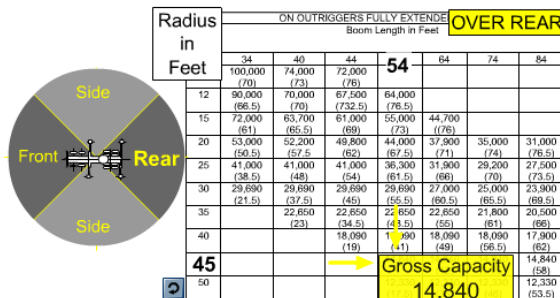 Radius
in
Feet
ON OUTRIGGERS FULLY EXTENDE
OVER REAR
Boom Length in Feet
34 40 44 54 64 74 84
100,000 74,000 72,000
(70) (73) (76)
12 90,000 70,000 67,500 64,000
(66.5) (70) (732.5) (76.5)
15 72,000 63,700 61,000 55,000 44,700
(61) (65.5) (69) (73) ((76)
20 53,000 52,200 49,800 44,000 37,900 35,000 31,000
(50.5) (57.5 (62) (67.5) (71) (74) (76.5)
25 41,000 41,000 41,000 36,300 31,900 29,200 27,500
(38.5) (48) (54) (61.5) (66) (70) (73.5)
30 29,690 29,690 29,690 29,690 27,000 25,000 23,900
(21.5) (37.5) (45) (55.5) (60.5) (65.5) (69.5)
35 22,650 22,650 22,650 21,800 20,500
(23) (34.5) (55) (61) (66)
40 18,090 18,090 18,090 17,900
(19) (41) (49) (56.5) (62)
45 14,840
(58)
50 12,330
(53.5)
Gross Capacity
14,840
Side
Front
Rear
Side